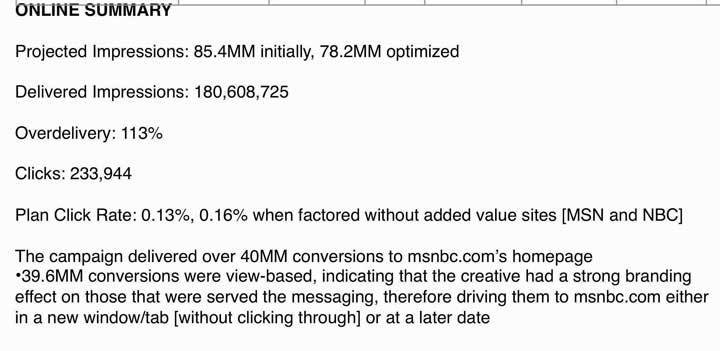 ONLINE SUMMARY
Projected Impressions: 85.4MM initially, 78.2MM optimized
Delivered Impressions: 180,608,725
Overdelivery: 113%
Clicks: 233,944
Plan Click Rate: 0.13%, 0.16% when factored without added value sites [MSN and NBC]
The campaign delivered over 40MM conversions to msnbc.com’s homepage
•39.6MM conversions were view-based, indicating that the creative had a strong branding
effect on those that were served the messaging, therefore driving them to msnbc.com either
in a new window/tab [without clicking through] or at a later date